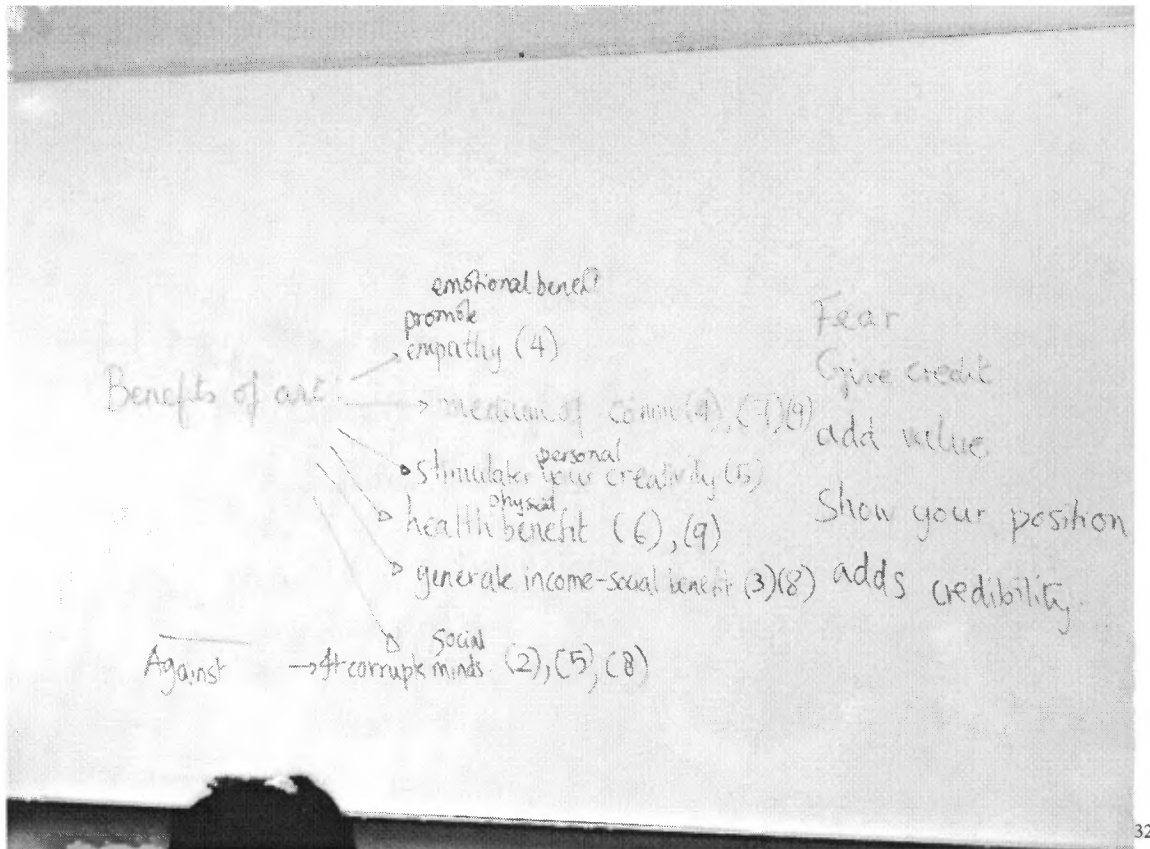 emotional benefit
promote
empathy (4)
Benefits of art:
medium of comm (4), (7)(9)
personal
stimulates your creativity (5)
physical
health benefit (6), (9)
generate income-social benefit (3)(8)
social
Against → It corrupts minds. (2), (5), (8)
Fear
Give credit
add value
Show your position
adds credibility.
32